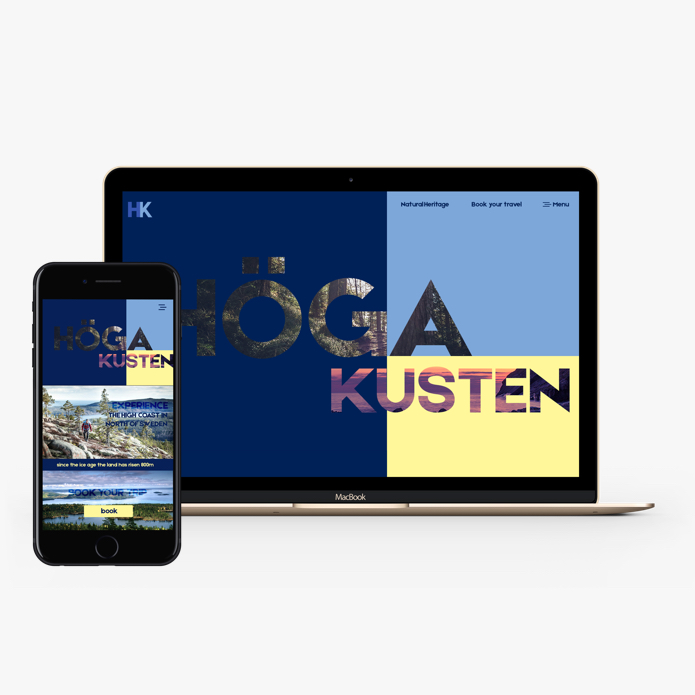 HK
NaturalHeritage
Book your travel
Menu
HÖGA
KUSTEN
MacBook
HÖGA
KUSTEN
EXPERIENCE
THE HIGH COAST IN
NORTH OF SWEDEN
since the ice age the land has risen 800m
BOOK YOUR TRIP
book